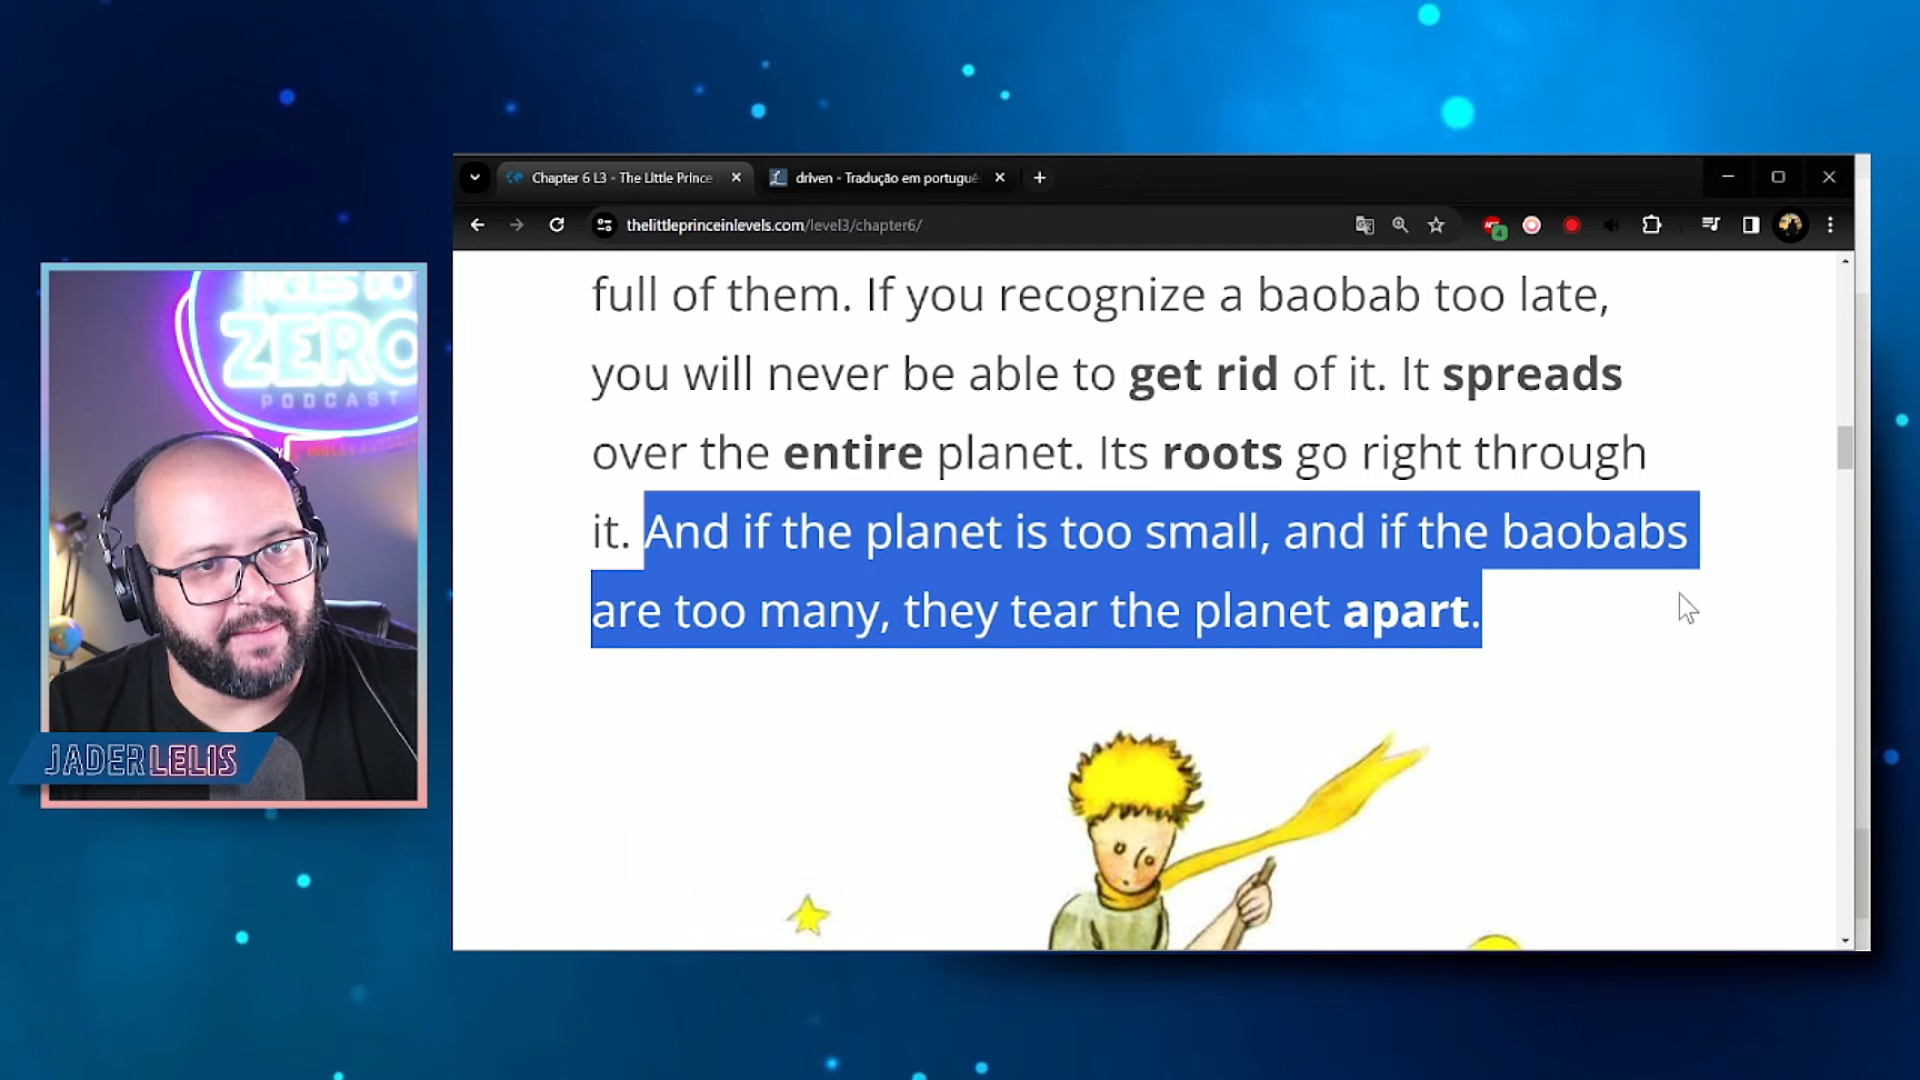 Chapter 6 L3 - The Little Prince
driven - Tradução em portugu
thelittleprinceinlevels.com/level3/chapter6/
4
full of them. If you recognize a baobab too late,
you will never be able to get rid of it. It spreads
over the entire planet. Its roots go right through
it. And if the planet is too small, and if the baobabs
are too many, they tear the planet apart.
ZERO
PODCAST
JADERLELIS